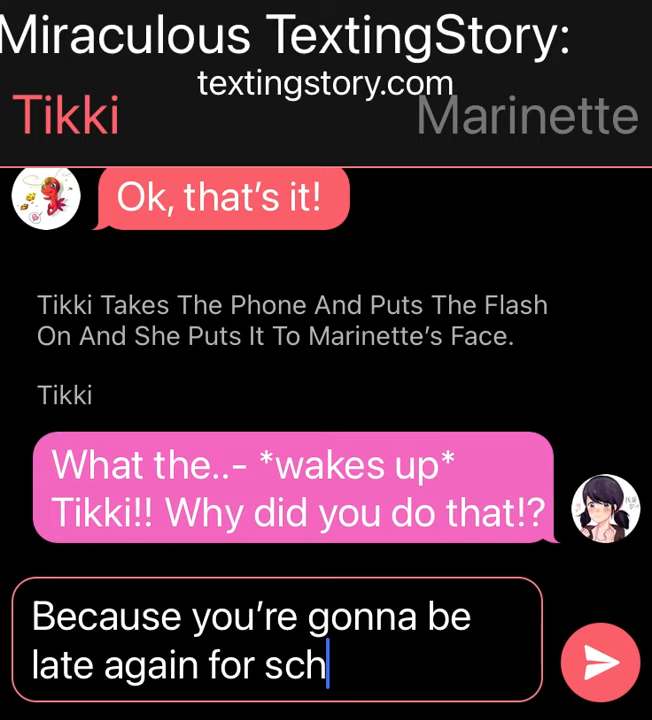 Miraculous TextingStory:
textingstory.com
Tikki
Marinette
Ok, that’s it!
Tikki Takes The Phone And Puts The Flash
On And She Puts It To Marinette’s Face.
Tikki
What the..- *wakes up*
Tikki!! Why did you do that!?
Because you’re gonna be
late again for sch